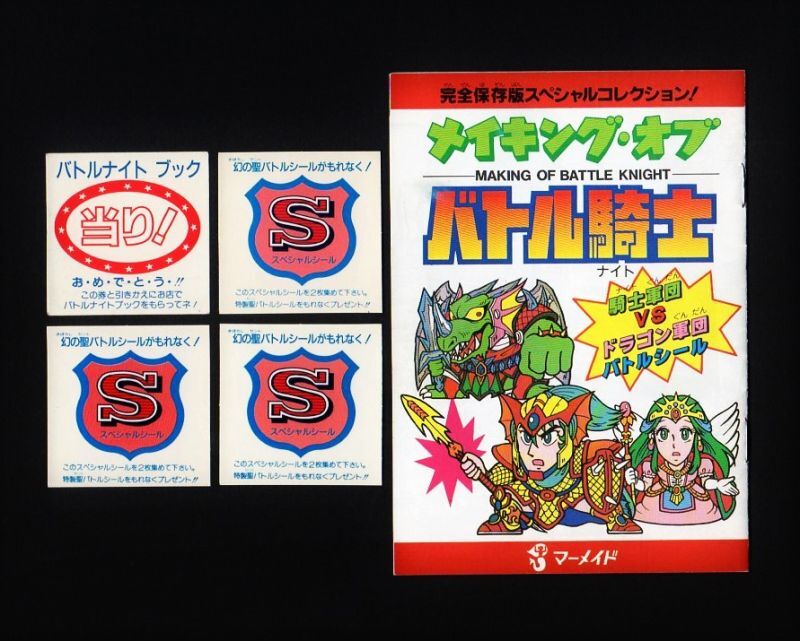 バトルナイト ブック
当り!
お・め・で・と・う・!!
この券と引きかえにお店で
バトルナイトブックをもらってネ!
幻の聖バトルシールがもれなく!
S
スペシャルシール
このスペシャルシールを2枚集めて下さい。
特製聖バトルシールをもれなくプレゼント!!
幻の聖バトルシールがもれなく!
S
スペシャルシール
このスペシャルシールを2枚集めて下さい。
特製聖バトルシールをもれなくプレゼント!!
幻の聖バトルシールがもれなく!
S
スペシャルシール
このスペシャルシールを2枚集めて下さい。
特製聖バトルシールをもれなくプレゼント!!
完全保存版スペシャルコレクション!
メイキング・オブ
MAKING OF BATTLE KNIGHT
バトル騎士
ナイト
騎士軍団
VS
ぐんだん
ドラゴン軍団
バトルシール
マーメイド